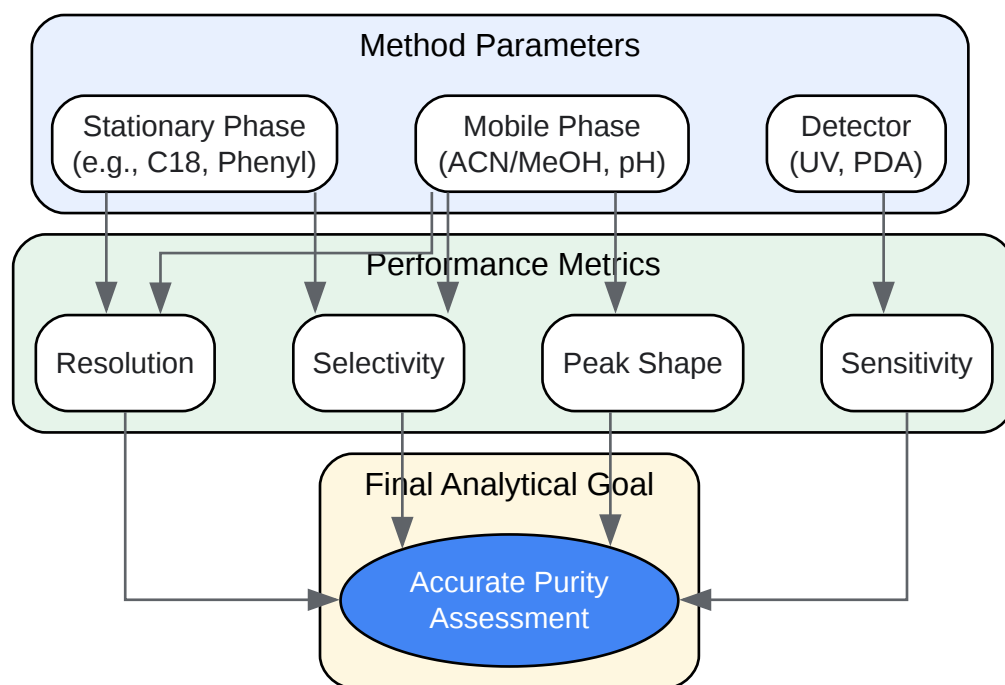 Method Parameters
Stationary Phase
(e.g., C18, Phenyl)
Mobile Phase
(ACN/MeOH, pH)
Detector
(UV, PDA)
Performance Metrics
Resolution
Selectivity
Peak Shape
Sensitivity
Final Analytical Goal
Accurate Purity
Assessment